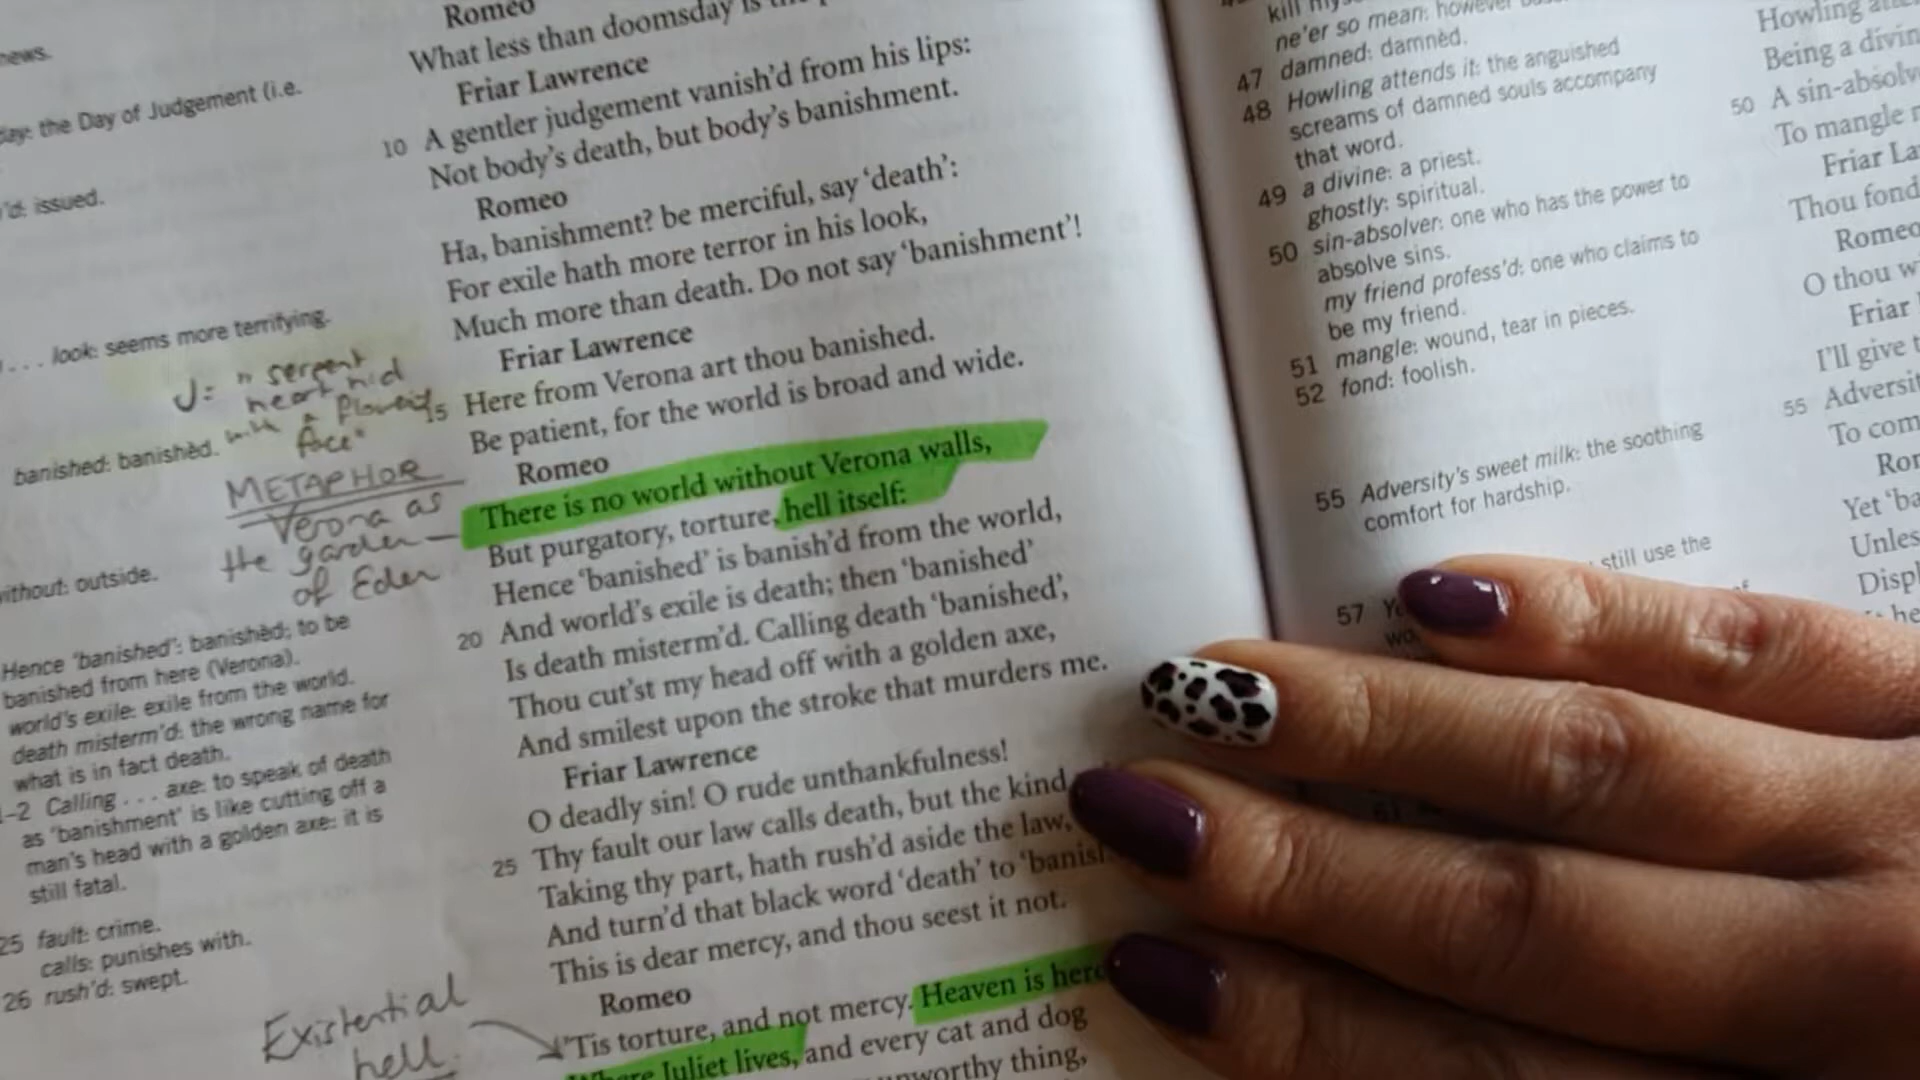 news.
day: the Day of Judgement (i.e.
'd: issued.
. . . look: seems more terrifying.
J: "serpent
heart hid
with a flowering
face"
banished: banishèd.
METAPHOR
Verona as
the garden
of Eden
without: outside.
Hence 'banished': banishèd; to be
banished from here (Verona).
world's exile: exile from the world.
death misterm'd: the wrong name for
what is in fact death.
–2 Calling . . . axe: to speak of death
as 'banishment' is like cutting off a
man's head with a golden axe: it is
still fatal.
25 fault: crime.
calls: punishes with.
26 rush'd: swept.
Existential
hell
Romeo
What less than doomsday is
Friar Lawrence
10 A gentler judgement vanish'd from his lips:
Not body's death, but body's banishment.
Romeo
Ha, banishment? be merciful, say 'death':
For exile hath more terror in his look,
Much more than death. Do not say 'banishment'!
Friar Lawrence
15 Here from Verona art thou banished.
Be patient, for the world is broad and wide.
Romeo
There is no world without Verona walls,
But purgatory, torture, hell itself:
Hence 'banished' is banish'd from the world,
And world's exile is death; then 'banished'
20 Is death misterm'd. Calling death 'banished',
Thou cut'st my head off with a golden axe,
And smilest upon the stroke that murders me.
Friar Lawrence
O deadly sin! O rude unthankfulness!
25 Thy fault our law calls death, but the kind
Taking thy part, hath rush'd aside the law,
And turn'd that black word 'death' to 'banish
This is dear mercy, and thou seest it not.
Romeo
'Tis torture, and not mercy. Heaven is here
Where Juliet lives, and every cat and dog
unworthy thing,
kill
ne'er so mean: however
47 damned: damnèd.
48 Howling attends it: the anguished
screams of damned souls accompany
that word.
49 a divine: a priest.
ghostly: spiritual.
50 sin-absolver: one who has the power to
absolve sins.
my friend profess'd: one who claims to
be my friend.
51 mangle: wound, tear in pieces.
52 fond: foolish.
55 Adversity's sweet milk: the soothing
comfort for hardship.
still use the
57
Howling
Being a divin
50 A sin-absolv
To mangle
Friar La
Thou fond
Romeo
O thou w
Friar
I'll give t
55 Adversit
To com
Ro
Yet 'ba
Unles
Displ